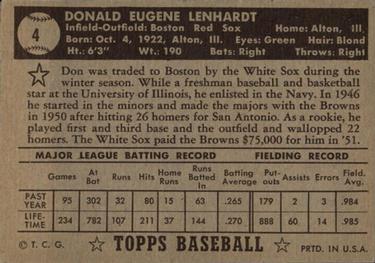 4
DONALD EUGENE LENHARDT
Infield-Outfield: Boston Red Sox Home: Alton, Ill.
Born: Oct. 4, 1922, Alton, Ill. Eyes: Green Hair: Blond
Ht.: 6'3" Wt.: 190 Bats: Right Throws: Right
Don was traded to Boston by the White Sox during the
winter season. While a freshman baseball and basketball
star at the University of Illinois, he enlisted in the Navy. In 1946
he started in the minors and made the majors with the Browns
in 1950 after hitting 26 homers for San Antonio. As a rookie, he
played first and third base and the outfield and walloped 22
homers. The White Sox paid the Browns $75,000 for him in '51.
MAJOR LEAGUE BATTING RECORD FIELDING RECORD
Games At Bat Runs Hits Home Runs Runs Batted In Batting Average Put-outs Assists Errors Field. Avg.
PAST YEAR 95 302 32 80 15 63 .265 179 2 3 .984
LIFE-TIME 234 782 107 211 37 144 .270 888 60 14 .985
© T. C. G. TOPPS BASEBALL PRTD. IN U.S.A.